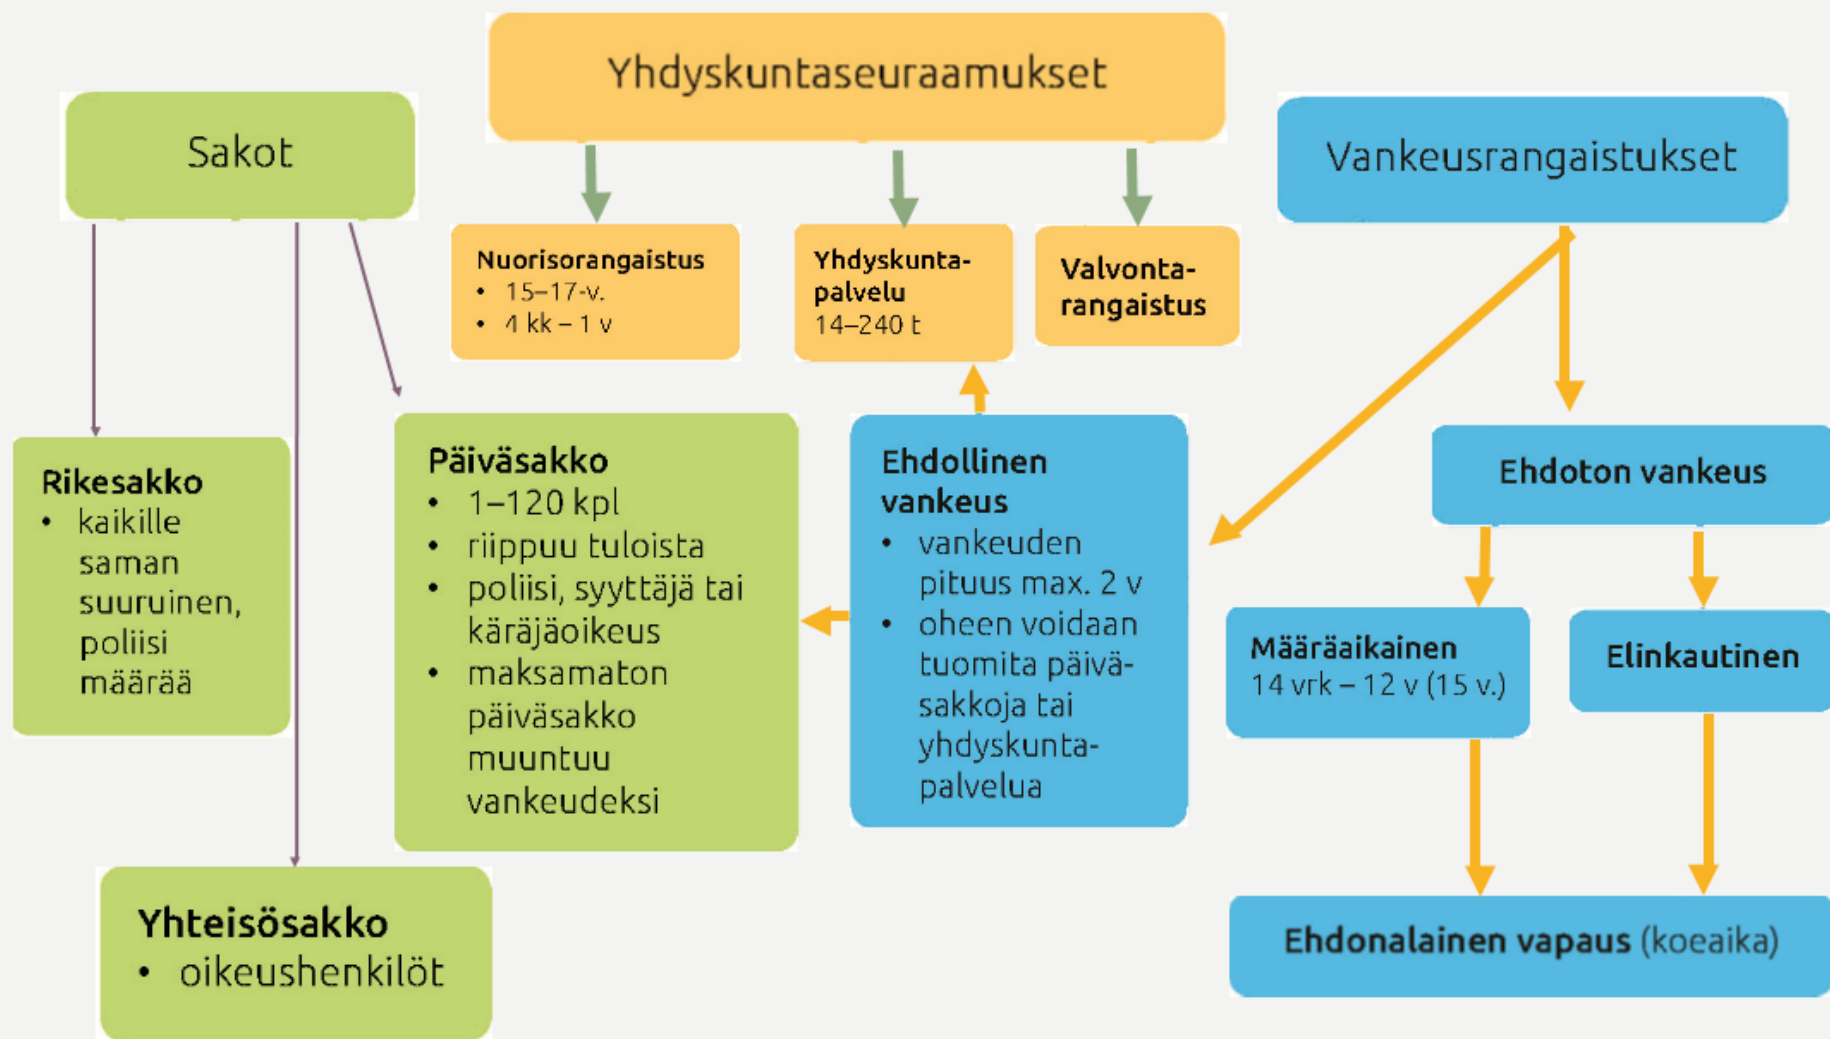 Yhdyskuntaseuraamukset
Sakot
Vankeusrangaistukset
Nuorisorangaistus
• 15–17-v.
• 4 kk – 1 v
Yhdyskunta-
palvelu
14–240 t
Valvonta-
rangaistus
Rikesakko
• kaikille
saman
suuruinen,
poliisi
määrää
Päiväsakko
• 1–120 kpl
• riippuu tuloista
• poliisi, syyttäjä tai
käräjäoikeus
• maksamaton
päiväsakko
muuntuu
vankeudeksi
Ehdollinen
vankeus
• vankeuden
pituus max. 2 v
• oheen voidaan
tuomita päivä-
sakkoja tai
yhdyskunta-
palvelua
Ehdoton vankeus
Määräaikainen
14 vrk – 12 v (15 v.)
Elinkautinen
Yhteisösakko
• oikeushenkilöt
Ehdonalainen vapaus (koeaika)